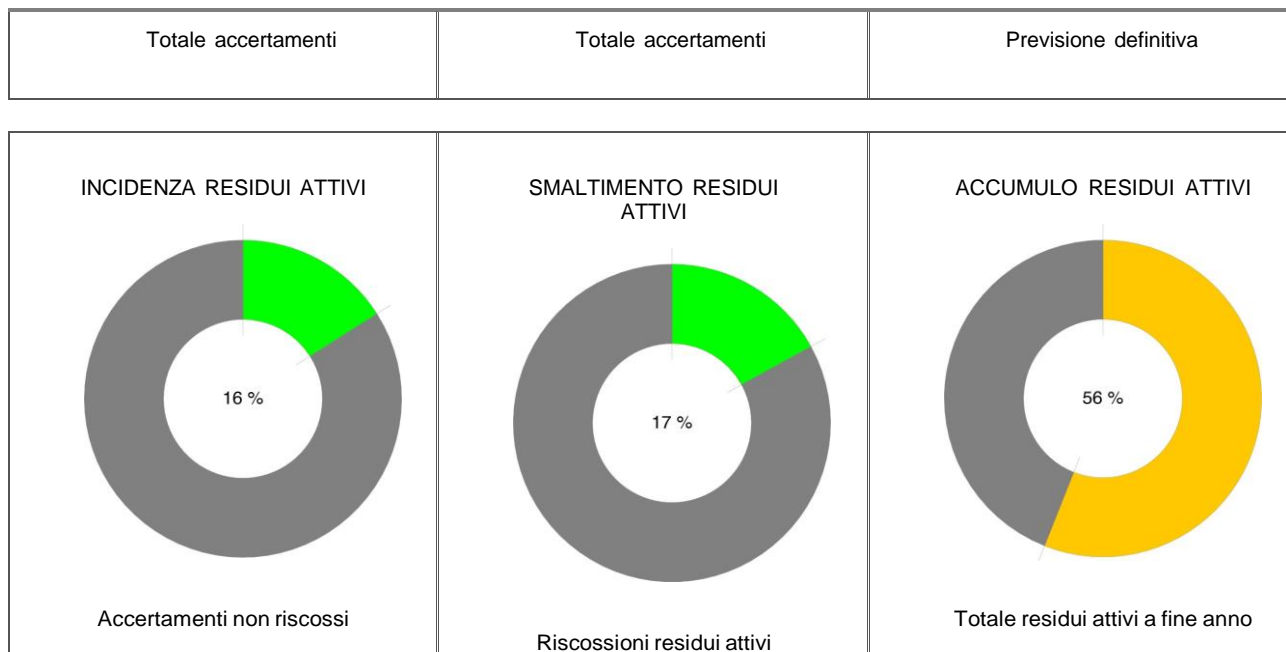 Totale accertamenti
Totale accertamenti
Previsione definitiva
INCIDENZA RESIDUI ATTIVI
16 %
Accertamenti non riscossi
SMALTIMENTO RESIDUI
ATTIVI
17 %
Riscossioni residui attivi
ACCUMULO RESIDUI ATTIVI
56 %
Totale residui attivi a fine anno